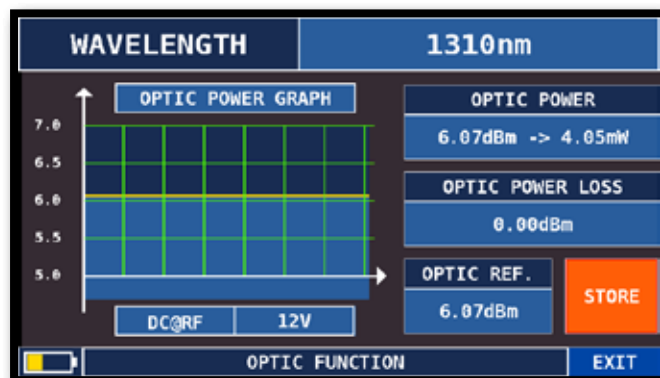 WAVELENGTH
1310nm
OPTIC POWER GRAPH
7.0
6.5
6.0
5.5
5.0
DC@RF
12V
OPTIC POWER
6.07dBm -> 4.05mW
OPTIC POWER LOSS
0.00dBm
OPTIC REF.
6.07dBm
STORE
OPTIC FUNCTION
EXIT